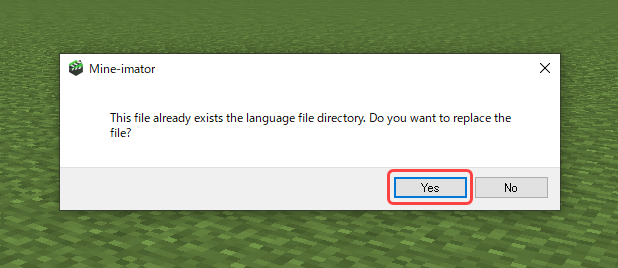 Mine-imator
This file already exists the language file directory. Do you want to replace the
file?
Yes
No